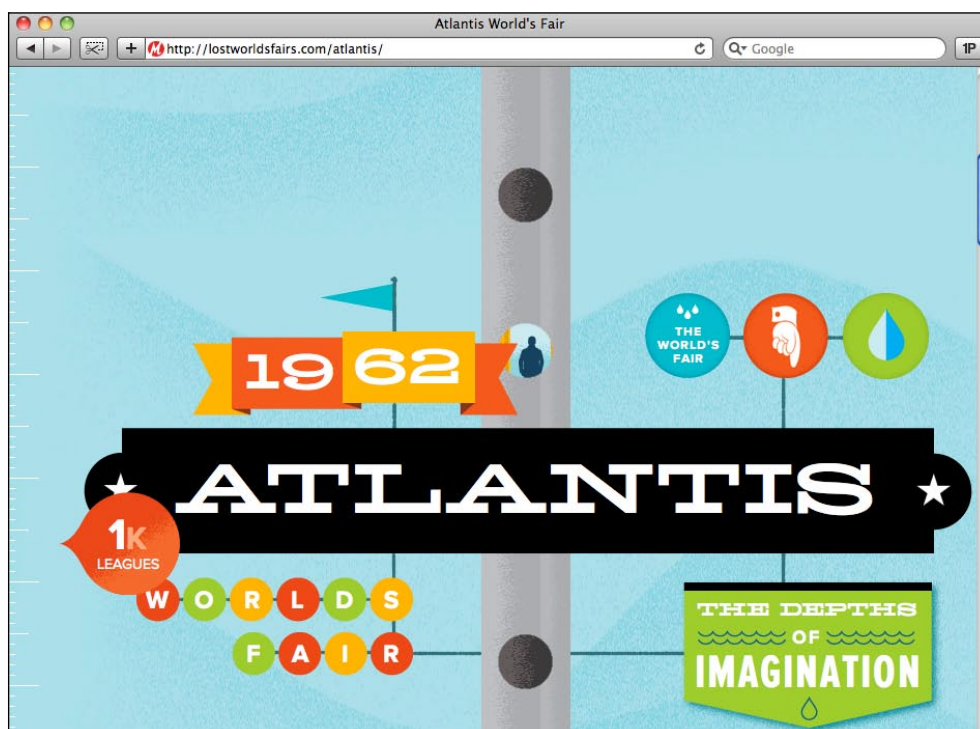 Atlantis World's Fair
http://lostworldsfairs.com/atlantis/
Google
1P
1962
THE
WORLD'S
FAIR
ATLANTIS
1K
LEAGUES
WORLDS
FAIR
THE DEPTHS
OF
IMAGINATION